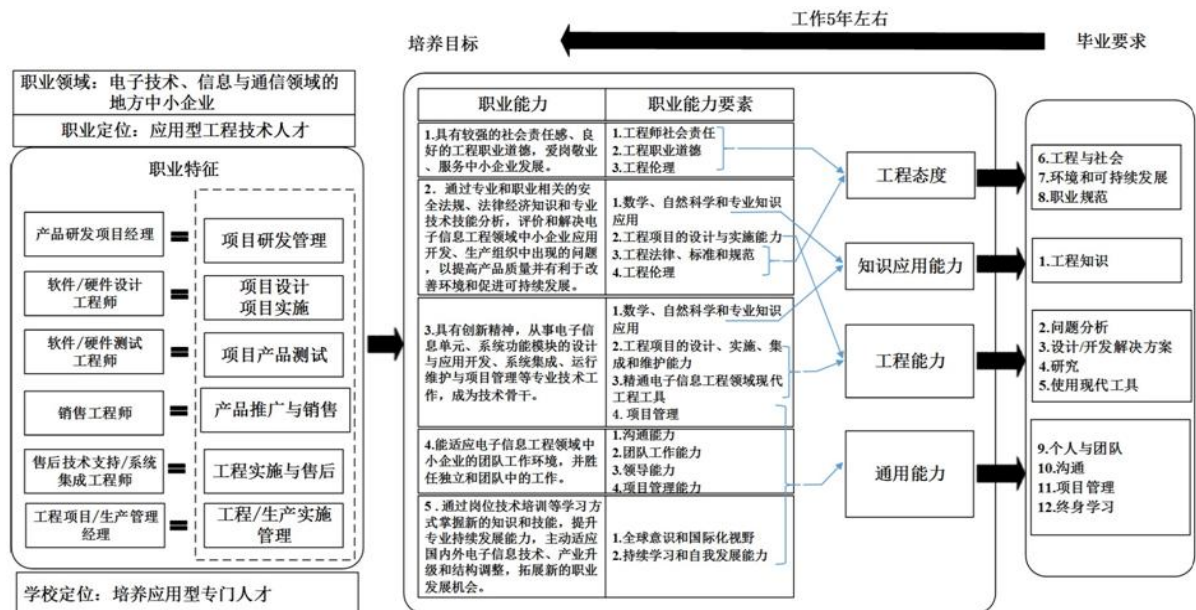 工作5年左右
培养目标
毕业要求
职业领域：电子技术、信息与通信领域的
地方中小企业
职业定位：应用型工程技术人才
职业特征
产品研发项目经理
=
项目研发管理
软件/硬件设计
工程师
=
项目设计
项目实施
软件/硬件测试
工程师
=
项目产品测试
销售工程师
=
产品推广与销售
售后技术支持/系统
集成工程师
=
工程实施与售后
工程项目/生产管理
经理
=
工程/生产实施
管理
学校定位：培养应用型专门人才
职业能力
职业能力要素
1.具有较强的社会责任感、良
好的工程职业道德，爱岗敬业
、服务中小企业发展。
1.工程师社会责任
2.工程职业道德
3.工程伦理
2．通过专业和职业相关的安
全法规、法律经济知识和专业
技术技能分析，评价和解决电
子信息工程领域中小企业应用
开发、生产组织中出现的问题
，以提高产品质量并有利于改
善环境和促进可持续发展。
1.数学、自然科学和专业知识
应用
2.工程项目的设计与实施能力
3.工程法律、标准和规范
4.工程伦理
3.具有创新精神，从事电子信
息单元、系统功能模块的设计
与应用开发、系统集成、运行
维护与项目管理等专业技术工
作，成为技术骨干。
1.数学、自然科学和专业知识
应用
2.工程项目的设计、实施、集
成和维护能力
3.精通电子信息工程领域现代
工程工具
4. 项目管理
4.能适应电子信息工程领域中
小企业的团队工作环境，并胜
任独立和团队中的工作。
1.沟通能力
2.团队工作能力
3.领导能力
4.项目管理能力
5．通过岗位技术培训等学习方
式掌握新的知识和技能，提升
专业持续发展能力，主动适应
国内外电子信息技术、产业升
级和结构调整，拓展新的职业
发展机会。
1.全球意识和国际化视野
2.持续学习和自我发展能力
工程态度
知识应用能力
工程能力
通用能力
6.工程与社会
7.环境和可持续发展
8.职业规范
1.工程知识
2.问题分析
3.设计/开发解决方案
4.研究
5.使用现代工具
9.个人与团队
10.沟通
11.项目管理
12.终身学习